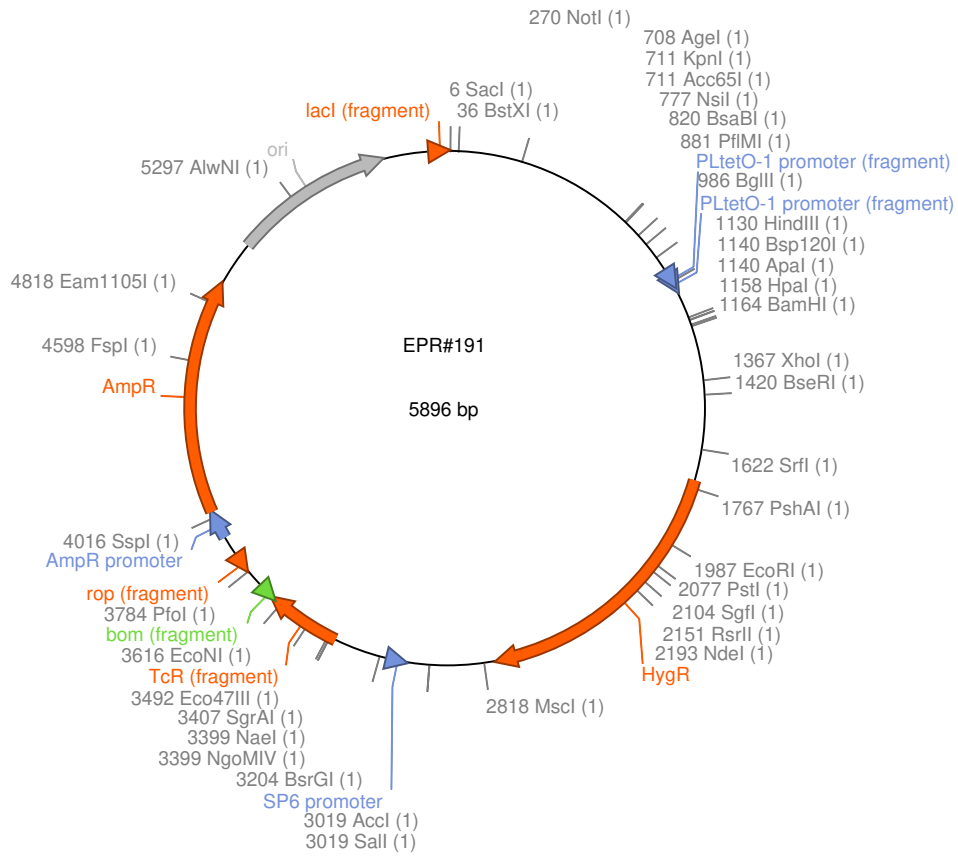 270 NotI (1)
708 AgeI (1)
711 KpnI (1)
711 Acc65I (1)
777 NsiI (1)
820 BsaBI (1)
881 PflMI (1)
PLtetO-1 promoter (fragment)
986 BglII (1)
PLtetO-1 promoter (fragment)
1130 HindIII (1)
1140 Bsp120I (1)
1140 ApaI (1)
1158 HpaI (1)
1164 BamHI (1)
1367 XhoI (1)
1420 BseRI (1)
1622 SrfI (1)
1767 PshAI (1)
1987 EcoRI (1)
2077 PstI (1)
2104 SgfI (1)
2151 RsrII (1)
2193 NdeI (1)
HygR
2818 MscI (1)
6 SacI (1)
36 BstXI (1)
lacI (fragment)
ori
5297 AlwNI (1)
4818 Eam1105I (1)
4598 FspI (1)
AmpR
EPR#191
5896 bp
4016 SspI (1)
AmpR promoter
rop (fragment)
3784 PfoI (1)
bom (fragment)
3616 EcoNI (1)
TcR (fragment)
3492 Eco47III (1)
3407 SgrAI (1)
3399 NaeI (1)
3399 NgoMIV (1)
3204 BsrGI (1)
SP6 promoter
3019 AccI (1)
3019 SalI (1)